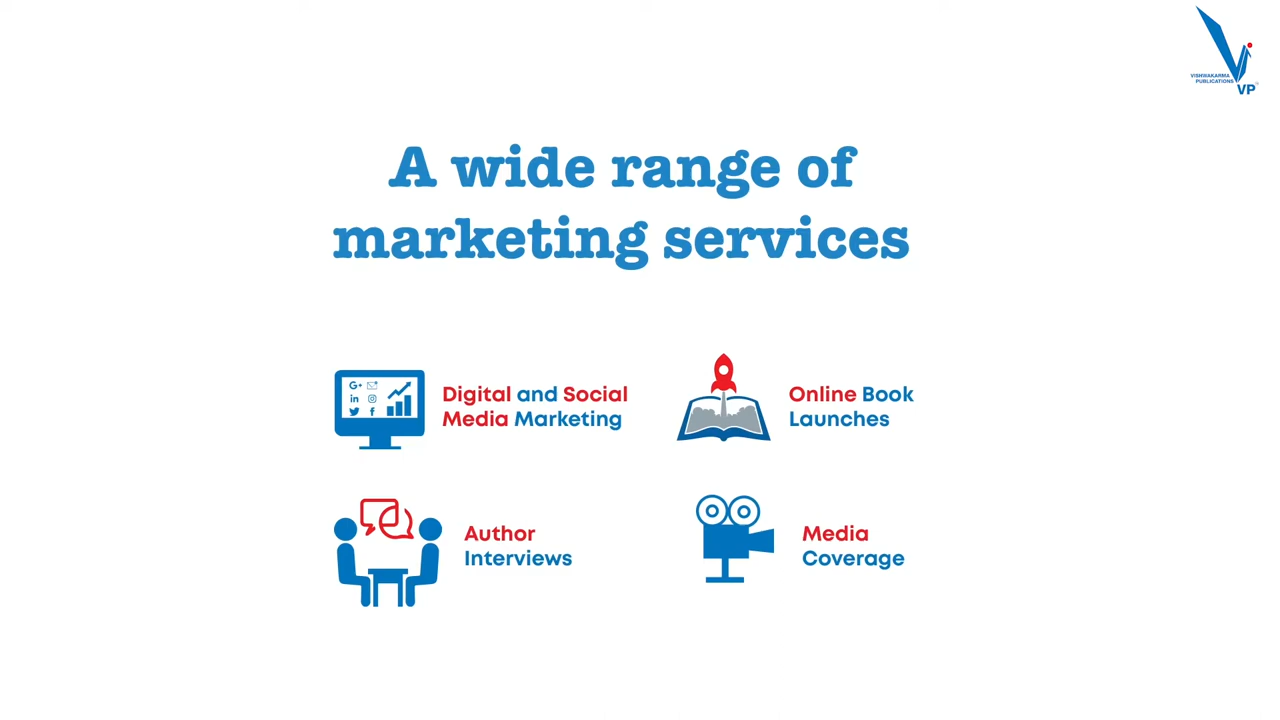 VISHWAKARMA
PUBLICATIONS
VP
A wide range of
marketing services
G+
in
f
Digital and Social
Media Marketing
Online Book
Launches
Author
Interviews
Media
Coverage